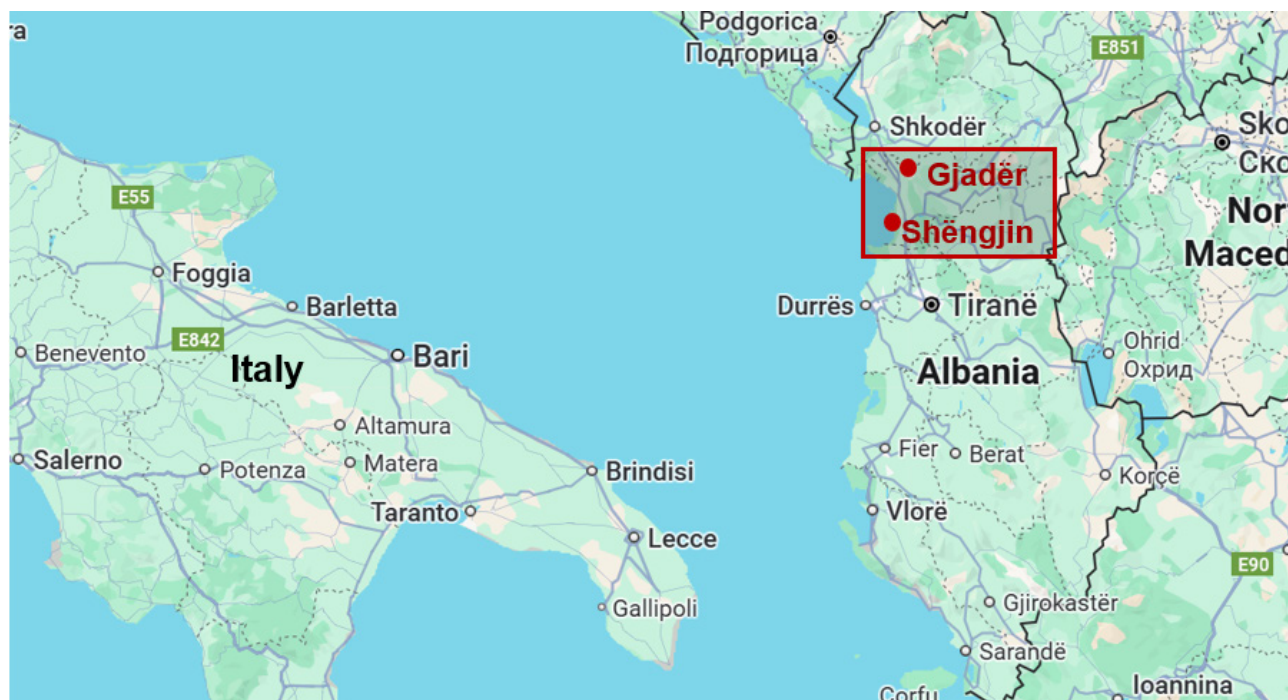 ra
Podgorica
Подгорица
E851
Shkodër
Sko
Ско
Gjadër
E55
Nor
Shëngjin
Maced
Foggia
Barletta
Durrës
Tiranë
E842
Benevento
Italy
Bari
Ohrid
Охрид
Albania
Altamura
Salerno
Potenza
Matera
Fier
Berat
Brindisi
Korçë
Taranto
Vlorë
Lecce
E90
Gallipoli
Gjirokastër
Sarandë
Corfu
Ioannina